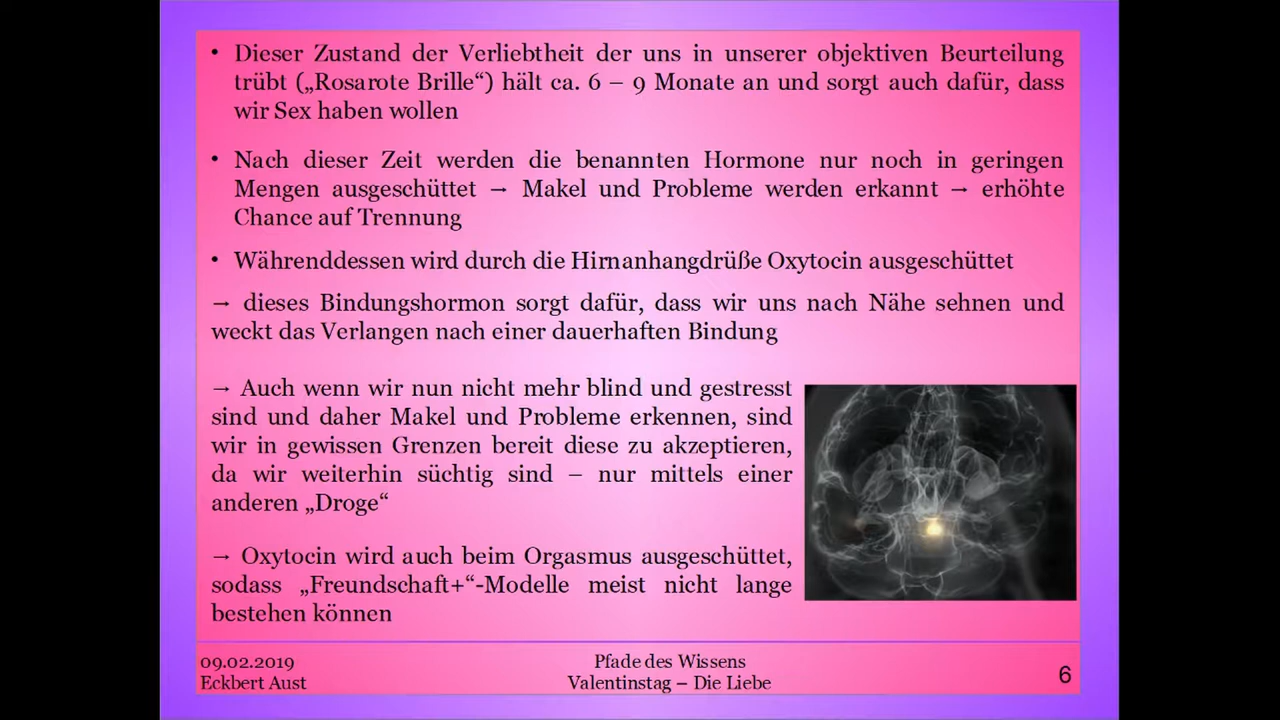 • Dieser Zustand der Verliebtheit der uns in unserer objektiven Beurteilung
trübt („Rosarote Brille“) hält ca. 6 – 9 Monate an und sorgt auch dafür, dass
wir Sex haben wollen
• Nach dieser Zeit werden die benannten Hormone nur noch in geringen
Mengen ausgeschüttet → Makel und Probleme werden erkannt → erhöhte
Chance auf Trennung
• Währenddessen wird durch die Hirnanhangdrüße Oxytocin ausgeschüttet
→ dieses Bindungshormon sorgt dafür, dass wir uns nach Nähe sehnen und
weckt das Verlangen nach einer dauerhaften Bindung
→ Auch wenn wir nun nicht mehr blind und gestresst
sind und daher Makel und Probleme erkennen, sind
wir in gewissen Grenzen bereit diese zu akzeptieren,
da wir weiterhin süchtig sind – nur mittels einer
anderen „Droge“
→ Oxytocin wird auch beim Orgasmus ausgeschüttet,
sodass „Freundschaft+“-Modelle meist nicht lange
bestehen können
09.02.2019
Eckbert Aust
Pfade des Wissens
Valentinstag – Die Liebe
6